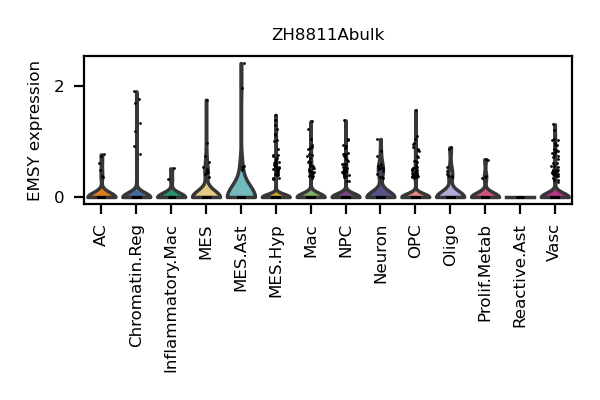 ZH8811Abulk
EMSY expression
2
0
AC
Chromatin.Reg
Inflammatory.Mac
MES
MES.Ast
MES.Hyp
Mac
NPC
Neuron
OPC
Oligo
Prolif.Metab
Reactive.Ast
Vasc